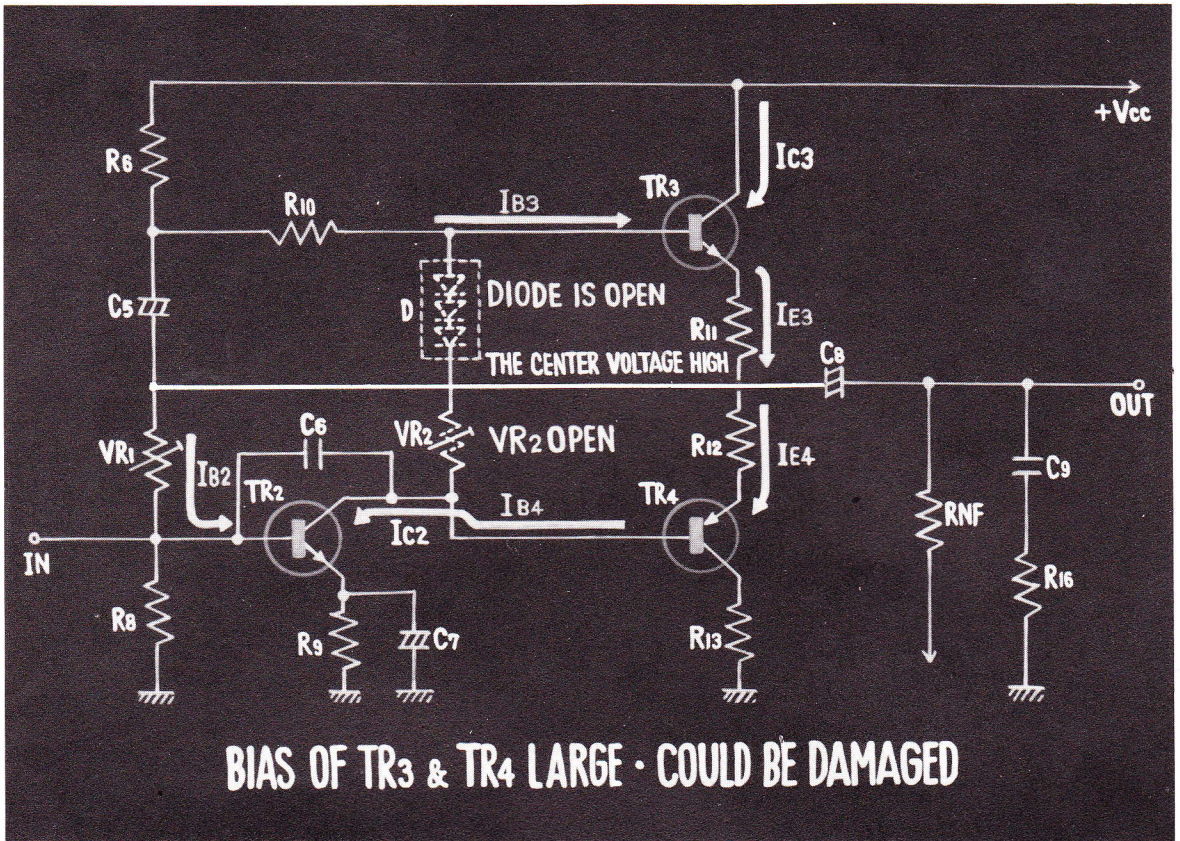 +Vcc
R6
IC3
TR3
R10
IB3
C5
D
DIODE IS OPEN
R11
IE3
THE CENTER VOLTAGE HIGH
C8
OUT
VR1
IB2
C6
VR2
VR2 OPEN
R12
IE4
C9
TR2
IC2
IB4
TR4
RNF
IN
R8
R9
C7
R13
R16
BIAS OF TR3 & TR4 LARGE • COULD BE DAMAGED